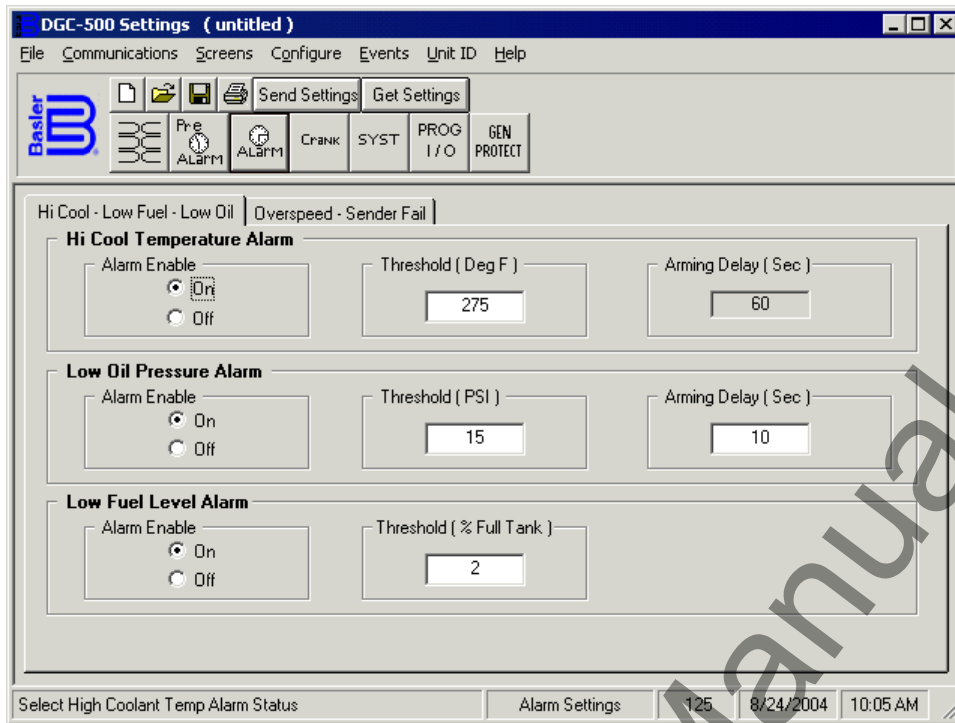 DGC-500 Settings ( untitled )
File Communications Screens Configure Events Unit ID Help
Basler
Send Settings Get Settings
Pre ALarm
ALarm
Crank
SYST
PROG I/O
GEN PROTECT
Hi Cool - Low Fuel - Low Oil Overspeed - Sender Fail
Hi Cool Temperature Alarm
Alarm Enable Threshold ( Deg F ) Arming Delay ( Sec )
On
275 60
Off
Low Oil Pressure Alarm
Alarm Enable Threshold ( PSI ) Arming Delay ( Sec )
On
15 10
Off
Low Fuel Level Alarm
Alarm Enable Threshold ( % Full Tank )
On
2
Off
Select High Coolant Temp Alarm Status Alarm Settings 125 8/24/2004 10:05 AM
Manual